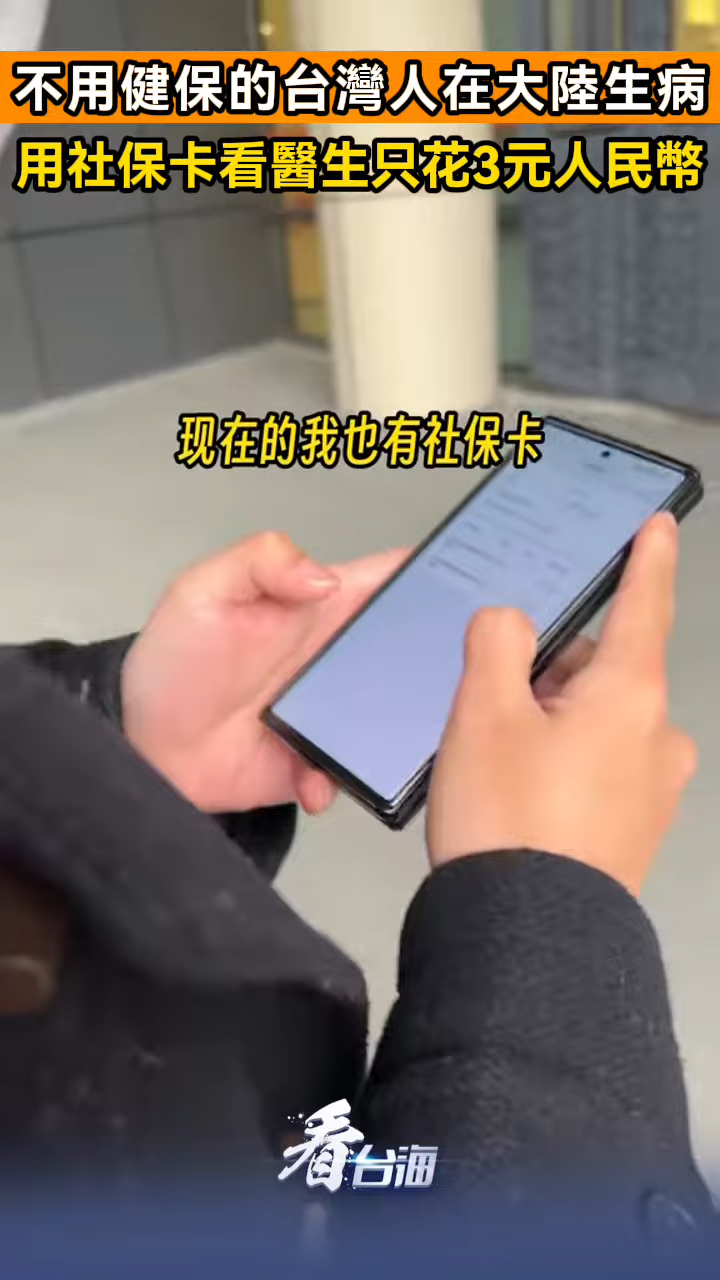 不用健保的台灣人在大陸生病
用社保卡看醫生只花3元人民幣
现在的我也有社保卡
看台海